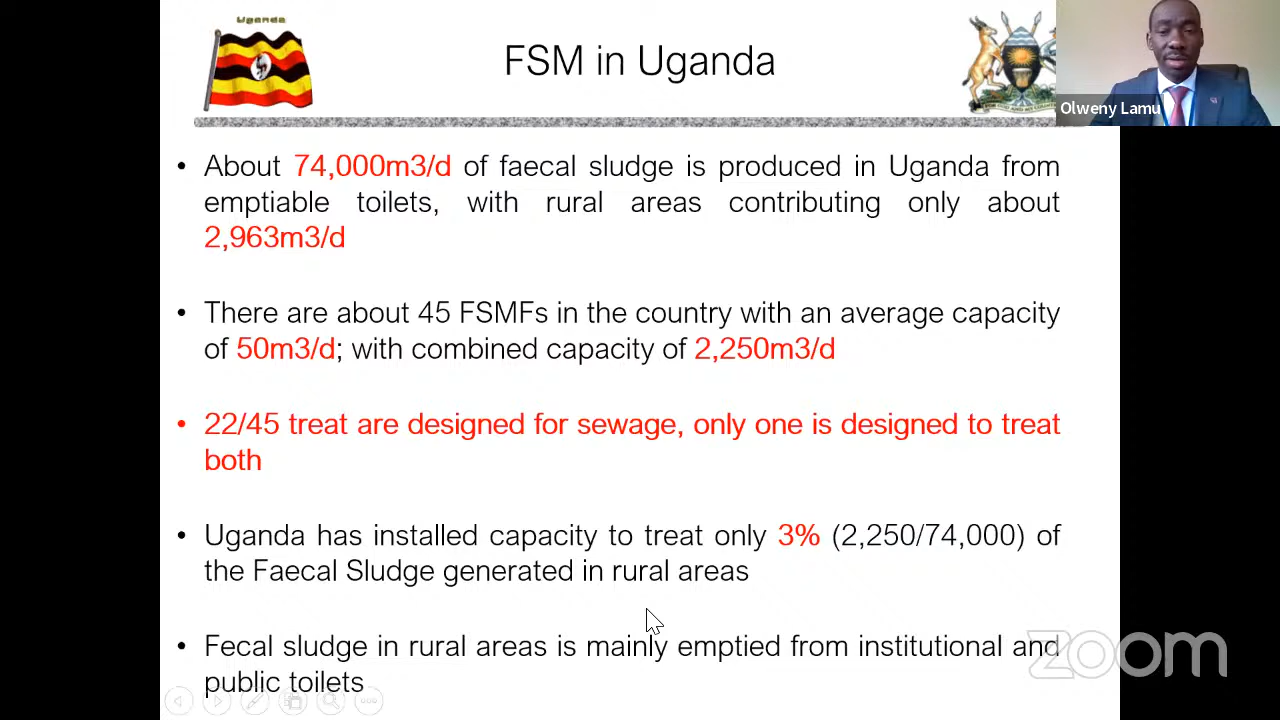 Uganda
FSM in Uganda
Olweny Lamu
• About 74,000m3/d of faecal sludge is produced in Uganda from
emptiable toilets, with rural areas contributing only about
2,963m3/d
• There are about 45 FSMFs in the country with an average capacity
of 50m3/d; with combined capacity of 2,250m3/d
• 22/45 treat are designed for sewage, only one is designed to treat
both
• Uganda has installed capacity to treat only 3% (2,250/74,000) of
the Faecal Sludge generated in rural areas
• Fecal sludge in rural areas is mainly emptied from institutional and
public toilets
zoom